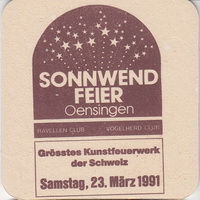 SONNWEND
FEIER
Oensingen
RAVELLEN CLUB VOGELHERD CLUB
Grösstes Kunstfeuerwerk
der Schweiz
Samstag, 23. März 1991